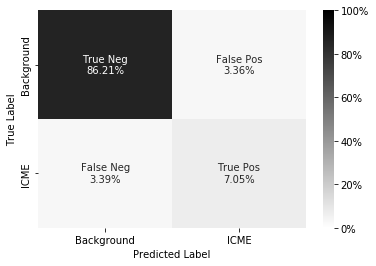 100%
Background
True Neg
86.21%
False Pos
3.36%
80%
60%
True Label
40%
ICME
False Neg
3.39%
True Pos
7.05%
20%
0%
Background
ICME
Predicted Label